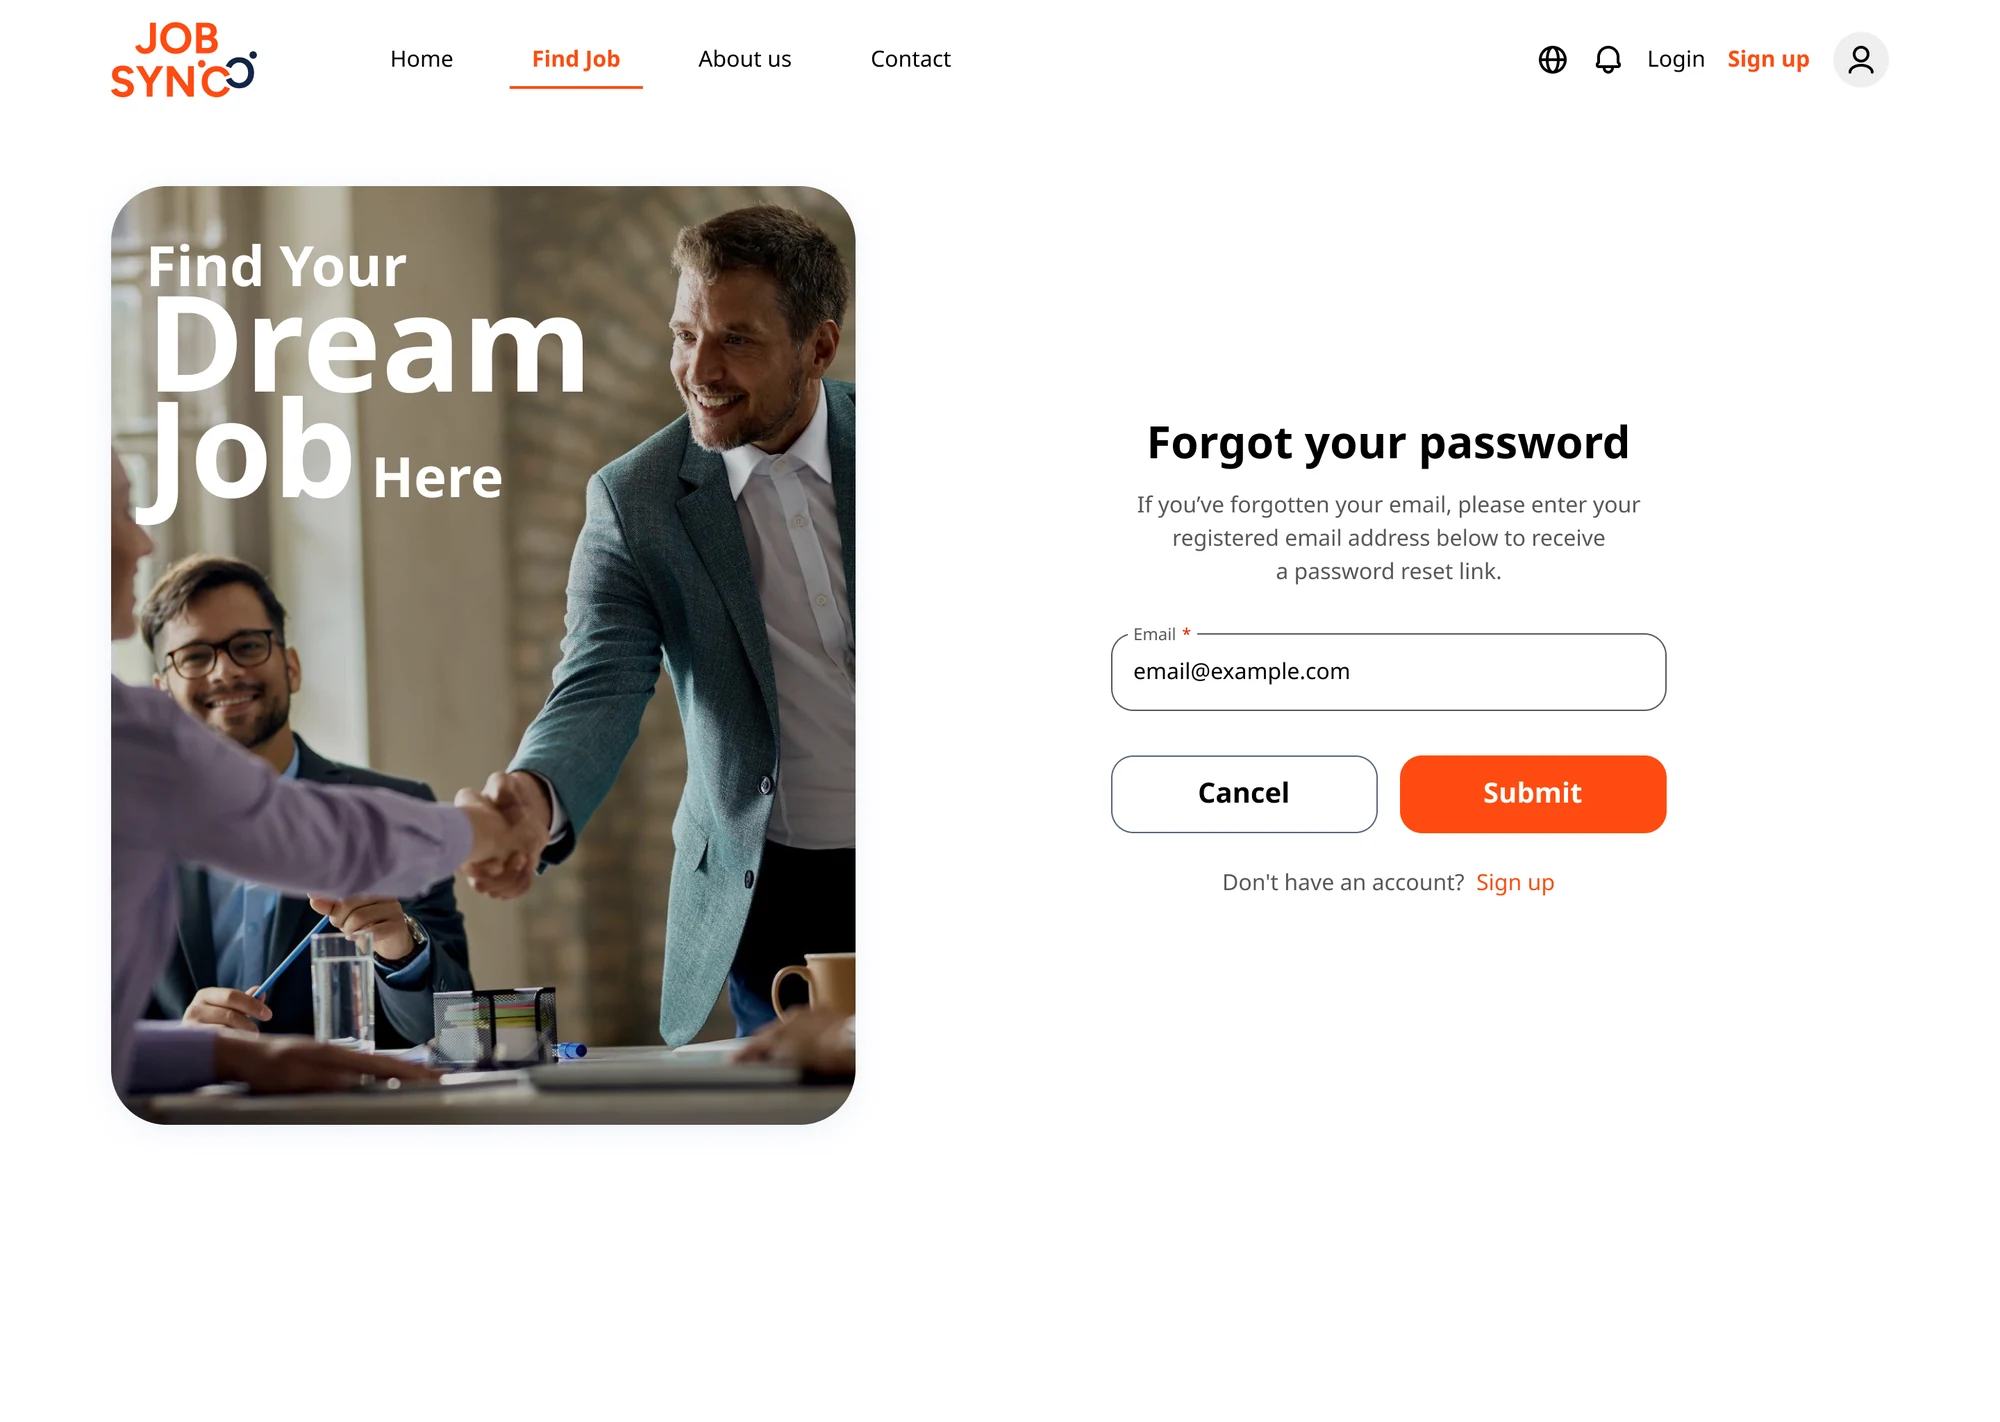 JOB
SYNC
Home
Find Job
About us
Contact
Login
Sign up
Find Your
Dream
Job Here
Forgot your password
If you’ve forgotten your email, please enter your
registered email address below to receive
a password reset link.
Email *
email@example.com
Cancel
Submit
Don't have an account? Sign up